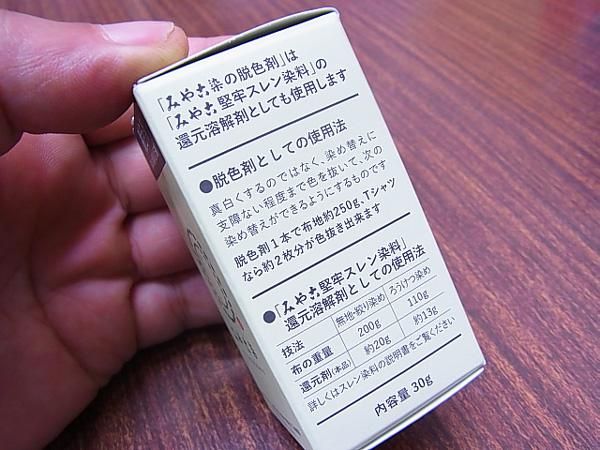 「みや古染の脱色剤」は
「みや古堅牢スレン染料」の
還元溶解剤としても使用します
●脱色剤としての使用法
真白くするのではなく、染め替えに
支障ない程度まで色を抜いて、次の
染め替えができるようにするものです
脱色剤1本で布地約250g、Tシャツ
なら約2枚分が色抜き出来ます
●「みや古堅牢スレン染料」
還元溶解剤としての使用法
技法 無地・絞り染め ろうけつ染め
布の重量 200g 110g
還元剤(本品) 約20g 約13g
詳しくはスレン染料の説明書をご覧ください
内容量 30g